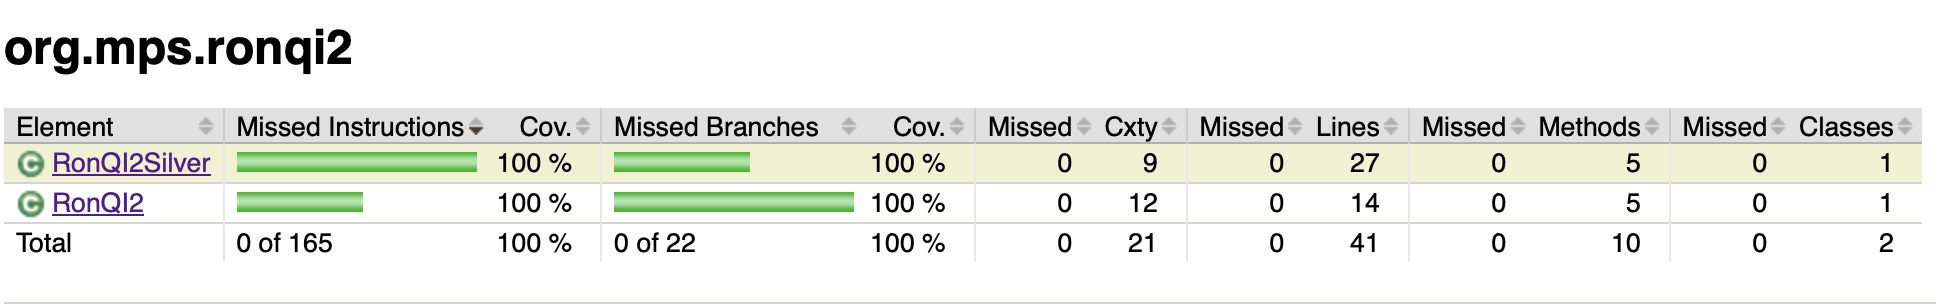 org.mps.ronqi2
Element Missed Instructions Cov. Missed Branches Cov. Missed Cxty Missed Lines Missed Methods Missed Classes
C RonQI2Silver 100 % 100 % 0 9 0 27 0 5 0 1
C RonQI2 100 % 100 % 0 12 0 14 0 5 0 1
Total 0 of 165 100 % 0 of 22 100 % 0 21 0 41 0 10 0 2